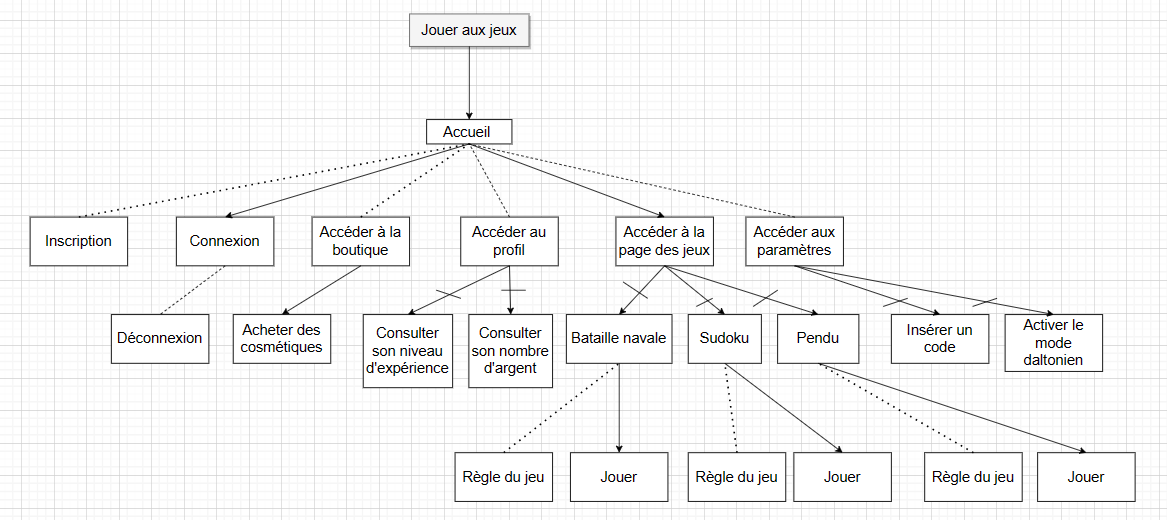 Jouer aux jeux
Accueil
Inscription
Connexion
Accéder à la
boutique
Accéder au
profil
Accéder à la
page des jeux
Accéder aux
paramètres
Déconnexion
Acheter des
cosmétiques
Consulter
son niveau
d'expérience
Consulter
son nombre
d'argent
Bataille navale
Sudoku
Pendu
Insérer un
code
Activer le
mode
daltonien
Règle du jeu
Jouer
Règle du jeu
Jouer
Règle du jeu
Jouer